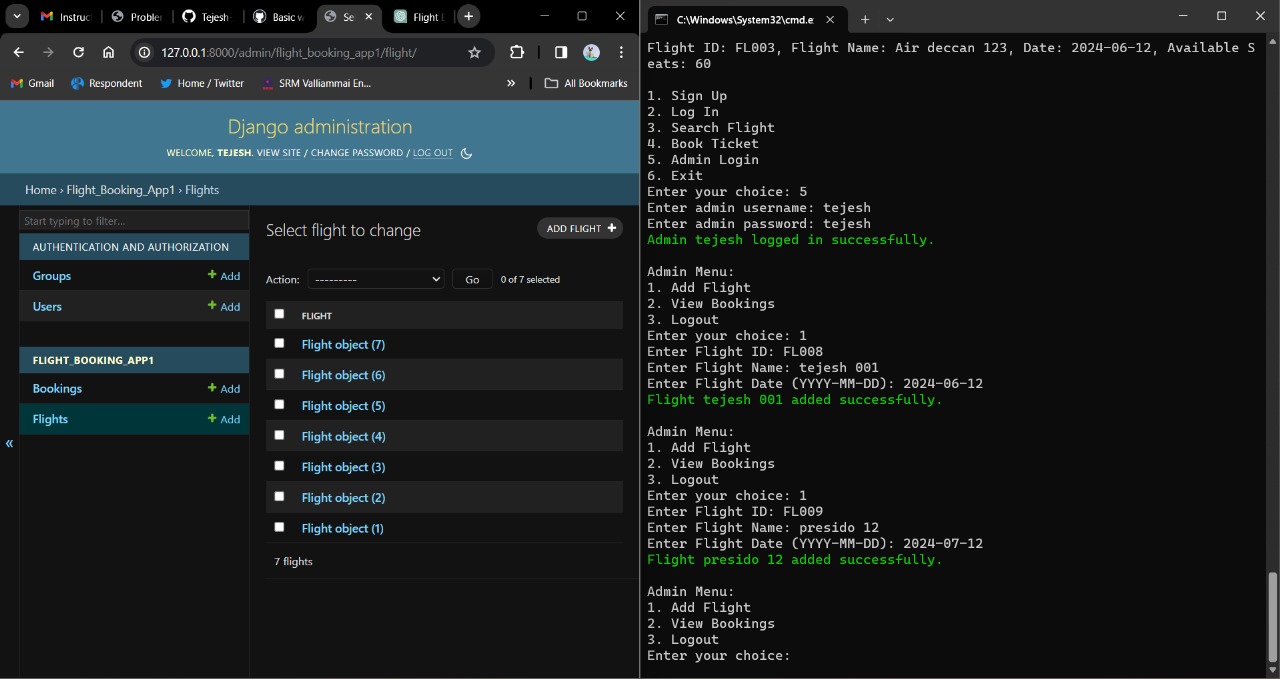 Instruc
Problen
Tejesh-
Basic w
Se
Flight E
127.0.0.1:8000/admin/flight_booking_app1/flight/
Gmail
Respondent
Home / Twitter
SRM Valliammai En...
»
All Bookmarks
Django administration
WELCOME, TEJESH. VIEW SITE / CHANGE PASSWORD / LOG OUT
Home › Flight_Booking_App1 › Flights
Start typing to filter...
AUTHENTICATION AND AUTHORIZATION
Groups + Add
Users + Add
FLIGHT_BOOKING_APP1
Bookings + Add
Flights + Add
«
Select flight to change
ADD FLIGHT +
Action: --------- Go 0 of 7 selected
FLIGHT
Flight object (7)
Flight object (6)
Flight object (5)
Flight object (4)
Flight object (3)
Flight object (2)
Flight object (1)
7 flights
C:\Windows\System32\cmd.e
Flight ID: FL003, Flight Name: Air deccan 123, Date: 2024-06-12, Available S
eats: 60
1. Sign Up
2. Log In
3. Search Flight
4. Book Ticket
5. Admin Login
6. Exit
Enter your choice: 5
Enter admin username: tejesh
Enter admin password: tejesh
Admin tejesh logged in successfully.
Admin Menu:
1. Add Flight
2. View Bookings
3. Logout
Enter your choice: 1
Enter Flight ID: FL008
Enter Flight Name: tejesh 001
Enter Flight Date (YYYY-MM-DD): 2024-06-12
Flight tejesh 001 added successfully.
Admin Menu:
1. Add Flight
2. View Bookings
3. Logout
Enter your choice: 1
Enter Flight ID: FL009
Enter Flight Name: presido 12
Enter Flight Date (YYYY-MM-DD): 2024-07-12
Flight presido 12 added successfully.
Admin Menu:
1. Add Flight
2. View Bookings
3. Logout
Enter your choice: